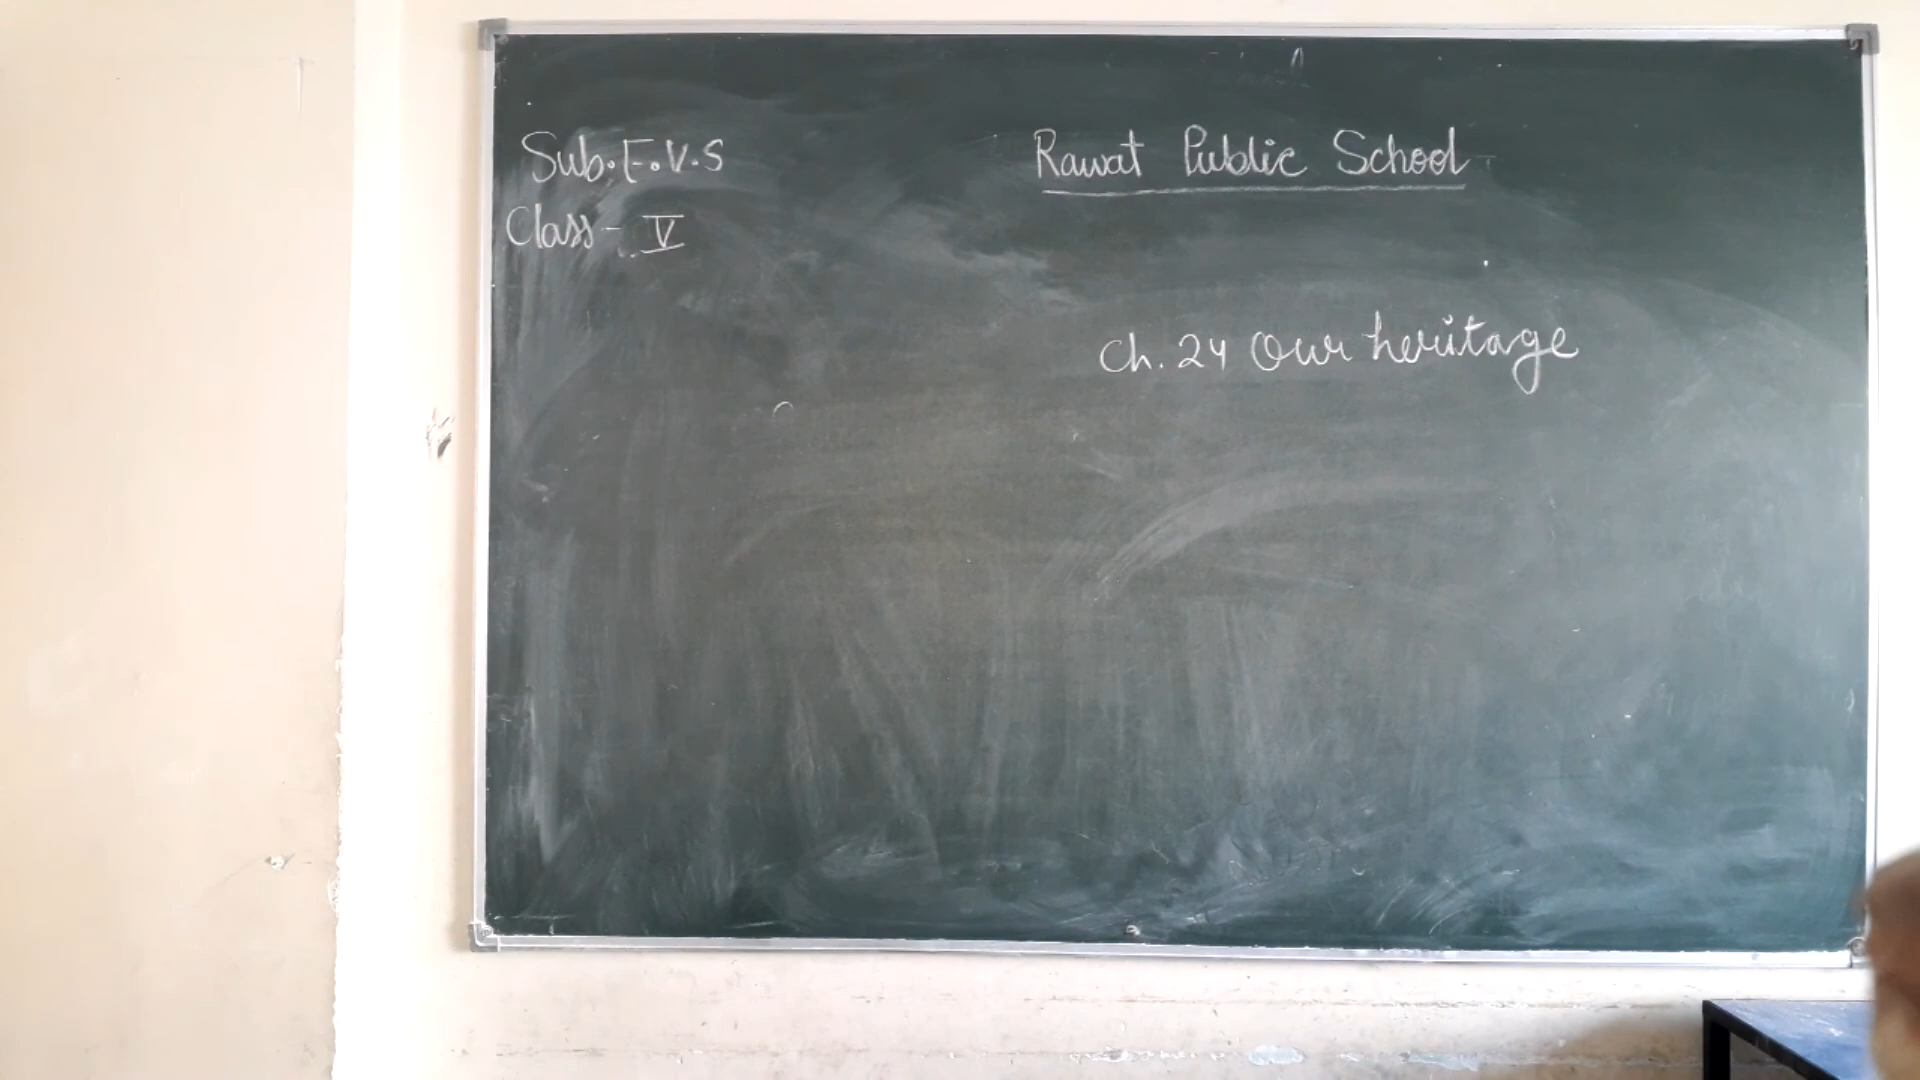 Sub. E.V.S
Rawat Public School
Class - V
Ch. 24 Our heritage